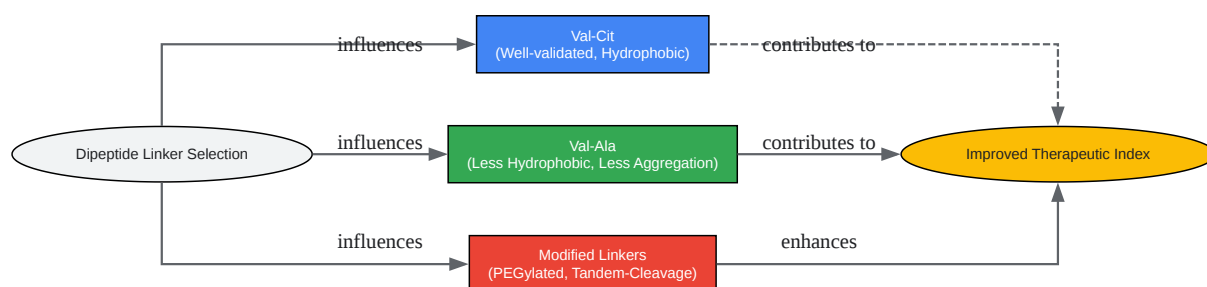 influences
Val-Cit
(Well-validated, Hydrophobic)
contributes to
Dipeptide Linker Selection
influences
Val-Ala
(Less Hydrophobic, Less Aggregation)
contributes to
Improved Therapeutic Index
influences
Modified Linkers
(PEGylated, Tandem-Cleavage)
enhances